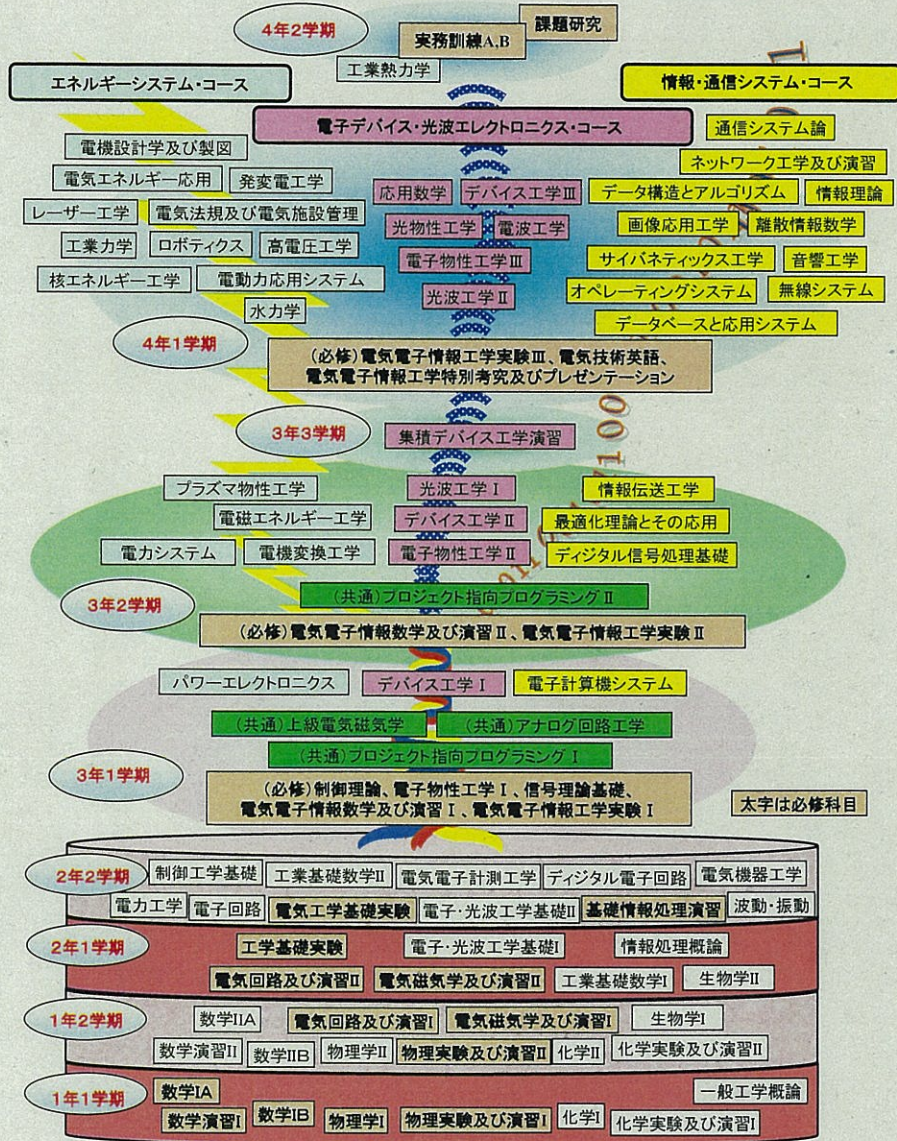 4年2学期
課題研究
実務訓練A,B
工業熱力学
エネルギーシステム・コース
情報・通信システム・コース
電子デバイス・光波エレクトロニクス・コース
通信システム論
電機設計学及び製図
ネットワーク工学及び演習
電気エネルギー応用
発変電工学
応用数学
デバイス工学Ⅲ
データ構造とアルゴリズム
情報理論
レーザー工学
電気法規及び電気施設管理
光物性工学
電波工学
画像応用工学
離散情報数学
工業力学
ロボティクス
高電圧工学
電子物性工学Ⅲ
サイバネティックス工学
音響工学
核エネルギー工学
電動力応用システム
光波工学Ⅱ
オペレーティングシステム
無線システム
水力学
データベースと応用システム
4年1学期
(必修)電気電子情報工学実験Ⅲ、電気技術英語、
電気電子情報工学特別考究及びプレゼンテーション
3年3学期
集積デバイス工学演習
プラズマ物性工学
光波工学Ⅰ
情報伝送工学
電磁エネルギー工学
デバイス工学Ⅱ
最適化理論とその応用
電力システム
電機変換工学
電子物性工学Ⅱ
ディジタル信号処理基礎
(共通)プロジェクト指向プログラミングⅡ
3年2学期
(必修)電気電子情報数学及び演習Ⅱ、電気電子情報工学実験Ⅱ
パワーエレクトロニクス
デバイス工学Ⅰ
電子計算機システム
(共通)上級電気磁気学
(共通)アナログ回路工学
(共通)プロジェクト指向プログラミングⅠ
3年1学期
(必修)制御理論、電子物性工学Ⅰ、信号理論基礎、
電気電子情報数学及び演習Ⅰ、電気電子情報工学実験Ⅰ
太字は必修科目
2年2学期
制御工学基礎
工業基礎数学II
電気電子計測工学
ディジタル電子回路
電気機器工学
電力工学
電子回路
電気工学基礎実験
電子・光波工学基礎II
基礎情報処理演習
波動・振動
2年1学期
工学基礎実験
電子・光波工学基礎I
情報処理概論
電気回路及び演習II
電気磁気学及び演習II
工業基礎数学I
生物学II
1年2学期
数学IIA
電気回路及び演習I
電気磁気学及び演習I
生物学I
数学演習II
数学IIB
物理学II
物理実験及び演習II
化学II
化学実験及び演習II
1年1学期
数学IA
一般工学概論
数学演習I
数学IB
物理学I
物理実験及び演習I
化学I
化学実験及び演習I